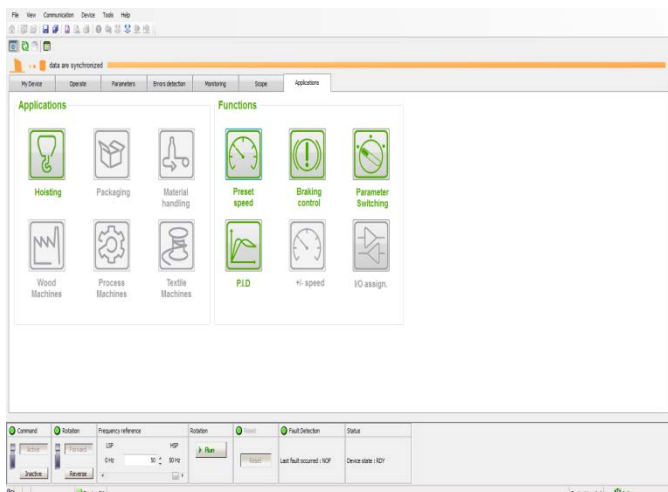 File View Communication Device Tools Help
data are synchronized
My Device Operate Parameters Errors detection Monitoring Scope Applications
Applications Functions
Hoisting Packaging Material handling Preset speed Braking control Parameter Switching
Wood Machines Process Machines Textile Machines P.I.D +/- speed I/O assign.
Command Rotation Frequency reference Rotation Reset Fault Detection Status
Active Forward LSP HSP Run
0 Hz 50 50 Hz Reset Last fault occurred : NOF Device state : RDY
Inactive Reverse